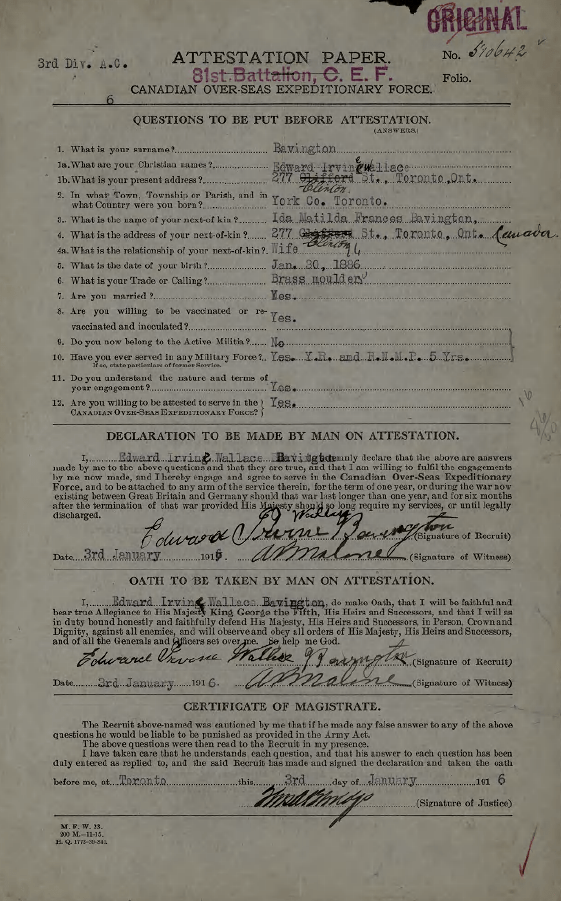 ORIGINAL
3rd Div. A.C.
ATTESTATION PAPER.
No. 510642
81st Battalion, C. E. F.
Folio.
CANADIAN OVER-SEAS EXPEDITIONARY FORCE.
6
QUESTIONS TO BE PUT BEFORE ATTESTATION.
(ANSWERS.)
1. What is your surname? Bavington
1a. What are your Christian names? Edward Irvine Wallace
1b. What is your present address? 277 Clinton St., Toronto, Ont.
2. In what Town, Township or Parish, and in
what Country were you born? York Co. Toronto.
3. What is the name of your next-of kin? Ida Matilda Frances Bavington,
4. What is the address of your next-of-kin? 277 Clinton St., Toronto, Ont. Canada
4a. What is the relationship of your next-of-kin? Wife
5. What is the date of your birth? Jan. 30, 1886
6. What is your Trade or Calling? Brass moulder
7. Are you married? Yes.
8. Are you willing to be vaccinated or re-
vaccinated and inoculated? Yes.
9. Do you now belong to the Active Militia? No
10. Have you ever served in any Military Force? Yes. Y.R. and R.N.M.P. 5 Yrs.
If so, state particulars of former Service.
11. Do you understand the nature and terms of
your engagement? Yes.
12. Are you willing to be attested to serve in the Yes.
CANADIAN OVER-SEAS EXPEDITIONARY FORCE?
DECLARATION TO BE MADE BY MAN ON ATTESTATION.
I, Edward Irvine Wallace Bavington do solemnly declare that the above are answers
made by me to the above questions and that they are true, and that I am willing to fulfil the engagements
by me now made, and I hereby engage and agree to serve in the Canadian Over-Seas Expeditionary
Force, and to be attached to any arm of the service therein, for the term of one year, or during the war now
existing between Great Britain and Germany should that war last longer than one year, and for six months
after the termination of that war provided His Majesty should so long require my services, or until legally
discharged.
Edward Irvine Wallace Bavington (Signature of Recruit)
Date 3rd January 1916. A V Malone (Signature of Witness)
OATH TO BE TAKEN BY MAN ON ATTESTATION.
I, Edward Irvine Wallace Bavington, do make Oath, that I will be faithful and
bear true Allegiance to His Majesty King George the Fifth, His Heirs and Successors, and that I will as
in duty bound honestly and faithfully defend His Majesty, His Heirs and Successors, in Person, Crown and
Dignity, against all enemies, and will observe and obey all orders of His Majesty, His Heirs and Successors,
and of all the Generals and Officers set over me. So help me God.
Edward Irvine Wallace Bavington (Signature of Recruit)
Date 3rd January 1916. A V Malone (Signature of Witness)
CERTIFICATE OF MAGISTRATE.
The Recruit above-named was cautioned by me that if he made any false answer to any of the above
questions he would be liable to be punished as provided in the Army Act.
The above questions were then read to the Recruit in my presence.
I have taken care that he understands each question, and that his answer to each question has been
duly entered as replied to, and the said Recruit has made and signed the declaration and taken the oath
before me, at Toronto this 3rd day of January 1916
(Signature of Justice)
M. F. W. 23.
200 M.-11-15.
H. Q. 1772-39-241.